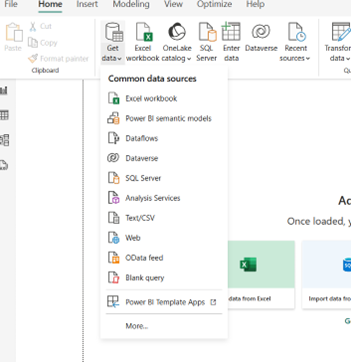 File Home Insert Modeling View Optimize Help
Paste
Cut
Copy
Format painter
Clipboard
Get data
Excel workbook
OneLake catalog
SQL Server
Enter data
Dataverse
Recent sources
data
Common data sources
Excel workbook
Power BI semantic models
Dataflows
Dataverse
SQL Server
Analysis Services
Text/CSV
Web
OData feed
Blank query
Power BI Template Apps
More...
Once loaded,
data from Excel
Import data